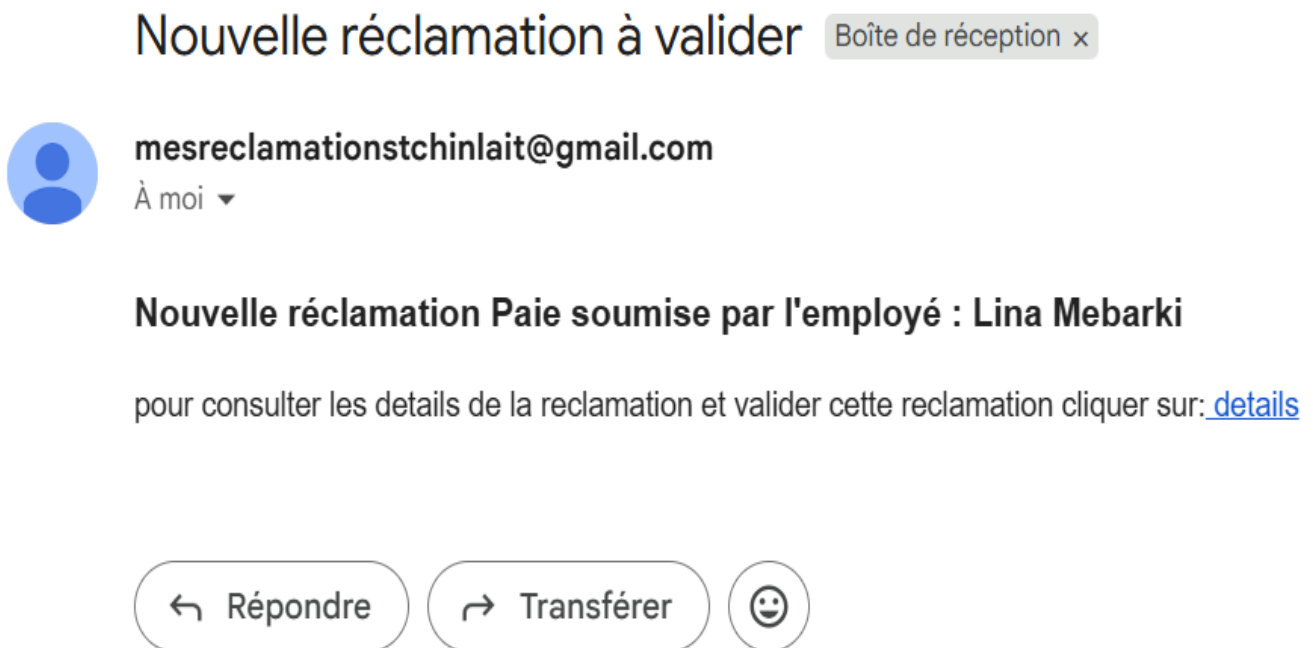 Nouvelle réclamation à valider Boîte de réception ×
mesreclamationstchinlait@gmail.com
À moi
Nouvelle réclamation Paie soumise par l'employé : Lina Mebarki
pour consulter les details de la reclamation et valider cette reclamation cliquer sur: details
Répondre Transférer